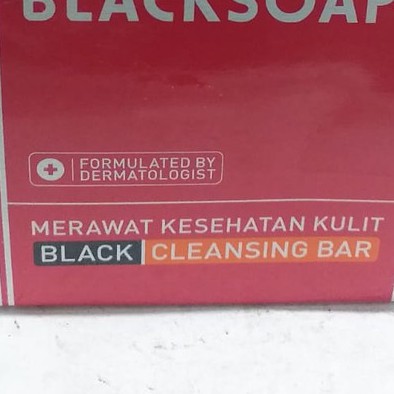 BLACKSOAP
FORMULATED BY
DERMATOLOGIST
MERAWAT KESEHATAN KULIT
BLACK CLEANSING BAR